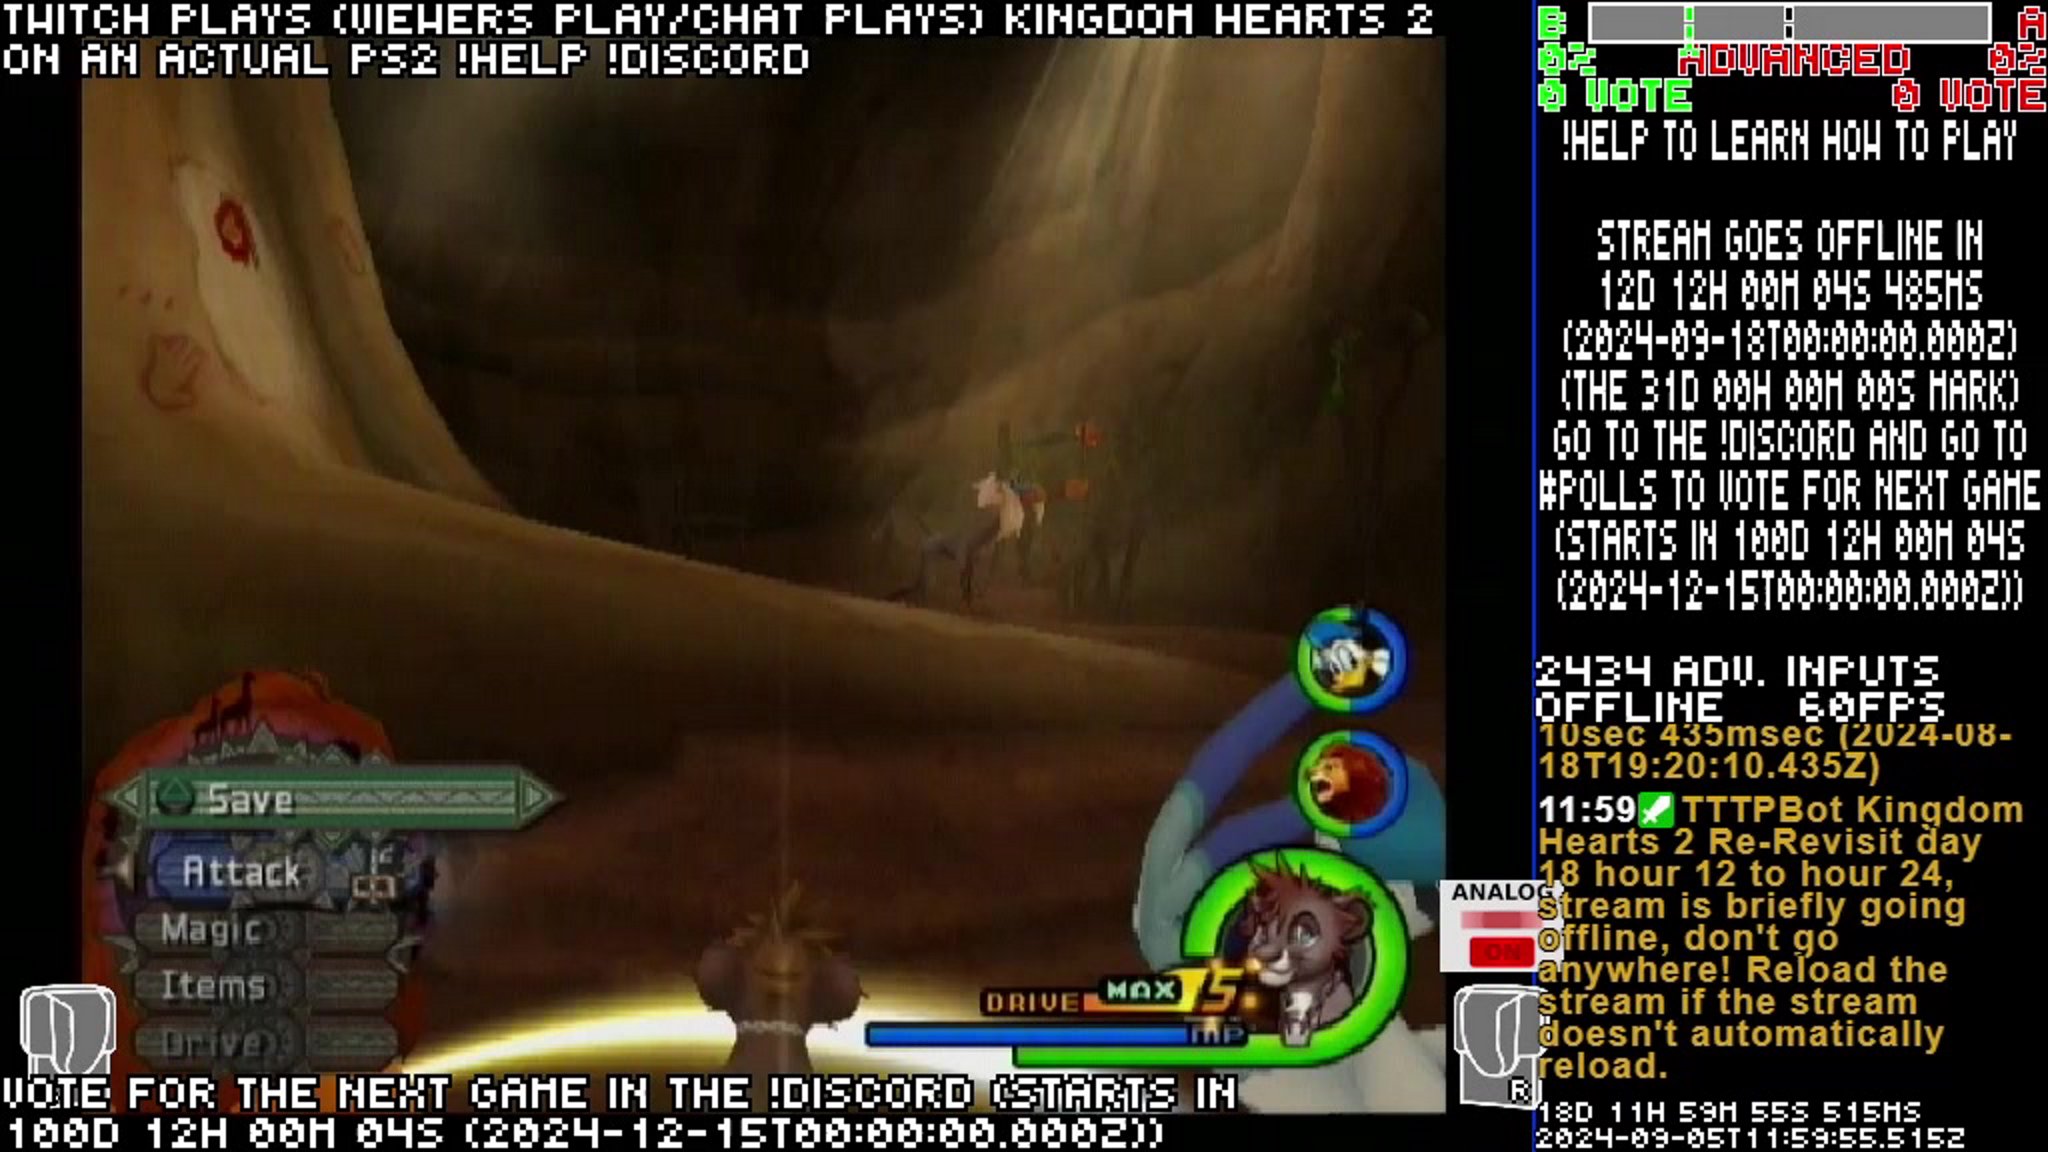 TWITCH PLAYS (VIEWERS PLAY/CHAT PLAYS) KINGDOM HEARTS 2
ON AN ACTUAL PS2 !HELP !DISCORD
B
A
0%
ADVANCED
0%
0 VOTE
0 VOTE
!HELP TO LEARN HOW TO PLAY
STREAM GOES OFFLINE IN
12D 12H 00M 04S 485MS
(2024-09-18T00:00:00.000Z)
(THE 31D 00H 00M 00S MARK)
GO TO THE !DISCORD AND GO TO
#POLLS TO VOTE FOR NEXT GAME
(STARTS IN 100D 12H 00M 04S
(2024-12-15T00:00:00.000Z))
2434 ADV. INPUTS
OFFLINE 60FPS
10sec 435msec (2024-08-
18T19:20:10.435Z)
11:59 TTTPBot Kingdom
Hearts 2 Re-Revisit day
18 hour 12 to hour 24,
stream is briefly going
offline, don't go
anywhere! Reload the
stream if the stream
doesn't automatically
reload.
18D 11H 59M 55S 515MS
2024-09-05T11:59:55.515Z
Save
Attack
Magic
Items
Drive
DRIVE MAX 5
MP
ANALOG
ON
R
VOTE FOR THE NEXT GAME IN THE !DISCORD (STARTS IN
100D 12H 00M 04S (2024-12-15T00:00:00.000Z))